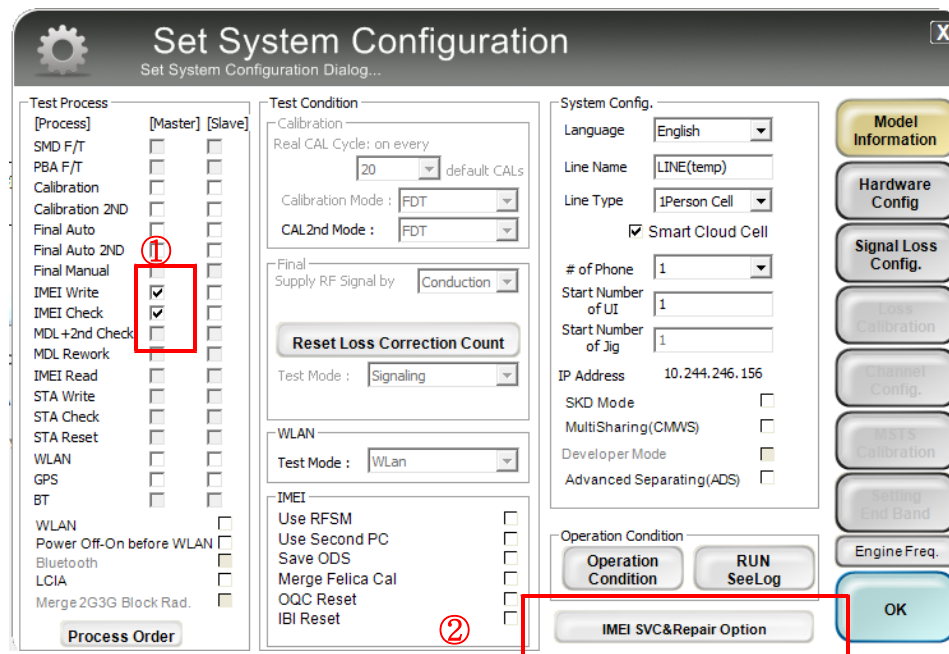 Set System Configuration
Set System Configuration Dialog...
X
Test Process
[Process] [Master] [Slave]
SMD F/T
PBA F/T
Calibration
Calibration 2ND
Final Auto
Final Auto 2ND
①
Final Manual
IMEI Write
IMEI Check
MDL+2nd Check
MDL Rework
IMEI Read
STA Write
STA Check
STA Reset
WLAN
GPS
BT
WLAN
Power Off-On before WLAN
Bluetooth
LCIA
Merge 2G3G Block Rad.
Process Order
Test Condition
Calibration
Real CAL Cycle: on every
20 default CALs
Calibration Mode : FDT
CAL2nd Mode : FDT
Final
Supply RF Signal by Conduction
Reset Loss Correction Count
Test Mode : Signaling
WLAN
Test Mode : WLan
IMEI
Use RFSM
Use Second PC
Save ODS
Merge Felica Cal
OQC Reset
IBI Reset
②
System Config.
Language English
Line Name LINE(temp)
Line Type 1Person Cell
Smart Cloud Cell
# of Phone 1
Start Number
of UI 1
Start Number
of Jig 1
IP Address 10.244.246.156
SKD Mode
MultiSharing(CMWS)
Developer Mode
Advanced Separating(ADS)
Operation Condition
Operation
Condition
RUN
SeeLog
IMEI SVC&Repair Option
Model
Information
Hardware
Config
Signal Loss
Config.
Loss
Calibration
Channel
Config.
MSTS
Calibration
Setting
End Band
Engine Freq.
OK